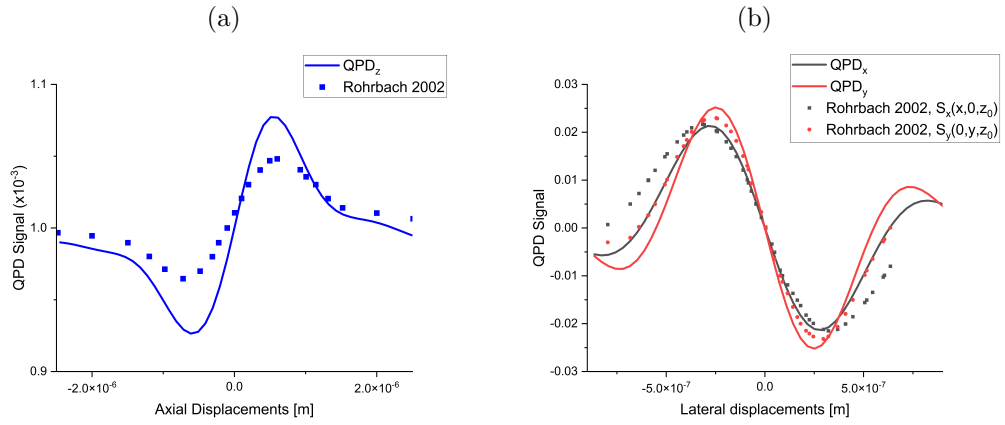 (a)
QPD_z
Rohrbach 2002
1.1
1.0
0.9
QPD Signal (x10⁻³)
-2.0×10⁻⁶
0.0
2.0×10⁻⁶
Axial Displacements [m]
(b)
QPD_x
QPD_y
Rohrbach 2002, S_x(x,0,z_0)
Rohrbach 2002, S_y(0,y,z_0)
0.03
0.02
0.01
0.00
-0.01
-0.02
-0.03
QPD Signal
-5.0×10⁻⁷
0.0
5.0×10⁻⁷
Lateral displacements [m]